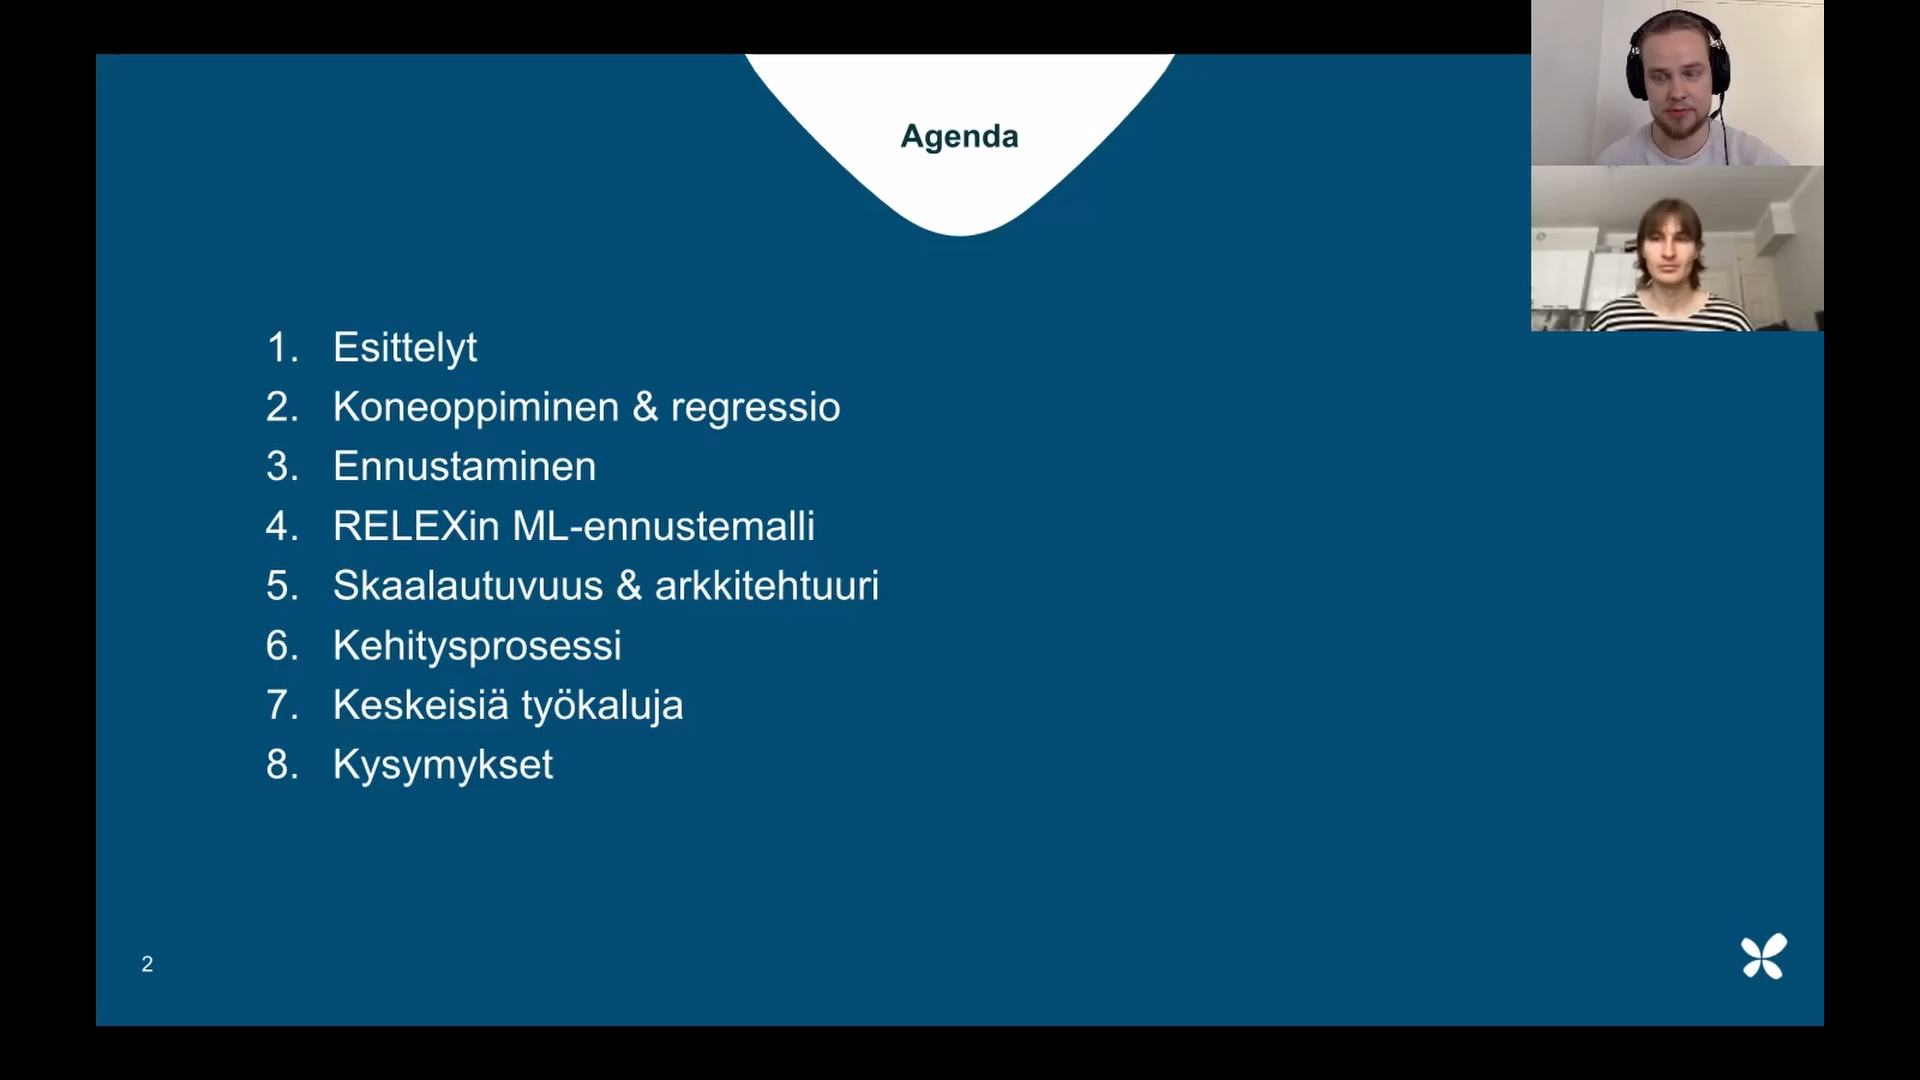 Agenda
1. Esittelyt
2. Koneoppiminen & regressio
3. Ennustaminen
4. RELEXin ML-ennustemalli
5. Skaalautuvuus & arkkitehtuuri
6. Kehitysprosessi
7. Keskeisiä työkaluja
8. Kysymykset
2